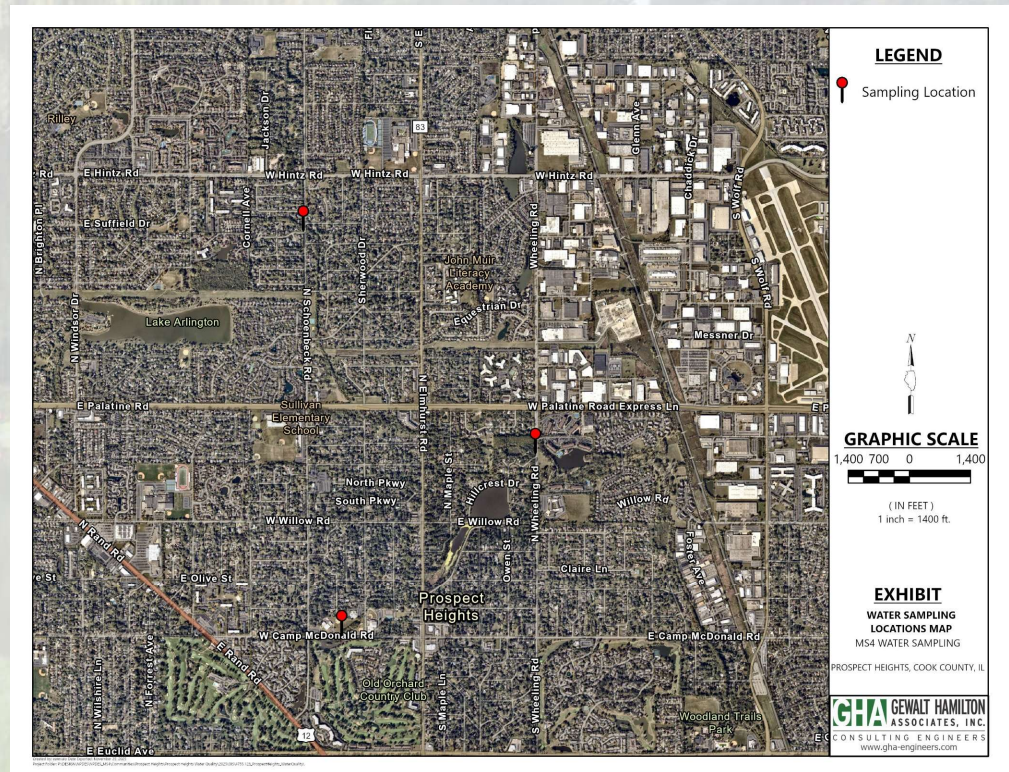 LEGEND
Sampling Location
Rilley
Jackson Dr
S E
83
Glenn Ave
Chaddick Dr
S Wolf Rd
E Hintz Rd
W Hintz Rd
W Hintz Rd
W Hintz Rd
N Brighton Pl
E Suffield Dr
Cornell Ave
Sherwood Dr
Wheeling Rd
John Muir
Literacy
Academy
S Wolf Rd
Equestrian Dr
N Windsor Dr
Lake Arlington
N Schoenbeck Rd
Messner Dr
N
E Palatine Rd
Sullivan
Elementary
School
N Elmhurst Rd
W Palatine Road Express Ln
E P
GRAPHIC SCALE
1,400 700 0 1,400
( IN FEET )
1 inch = 1400 ft.
North Pkwy
South Pkwy
N Maple St
Hillcrest Dr
N Wheeling Rd
Willow Rd
W Willow Rd
E Willow Rd
N Rand Rd
Owen St
Claire Ln
Foster Ave
ve St
E Olive St
Prospect
Heights
EXHIBIT
WATER SAMPLING
LOCATIONS MAP
MS4 WATER SAMPLING
PROSPECT HEIGHTS, COOK COUNTY, IL
W Camp McDonald Rd
E Camp McDonald Rd
N Wilshire Ln
N Forrest Ave
E Rand Rd
Old Orchard
Country Club
S Maple Ln
S Wheeling Rd
Woodland Trails
Park
12
E Euclid Ave
GHA GEWALT HAMILTON
ASSOCIATES, INC.
CONSULTING ENGINEERS
www.gha-engineers.com